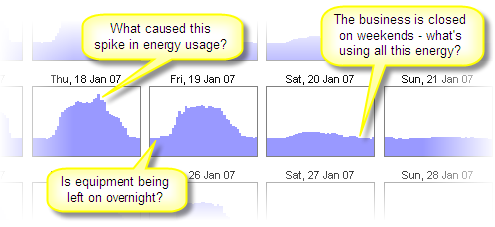 What caused this
spike in energy usage?
The business is closed
on weekends - what's
using all this energy?
Thu, 18 Jan 07
Fri, 19 Jan 07
Sat, 20 Jan 07
Sun, 21 Jan 07
Is equipment being
left on overnight?
26 Jan 07
Sat, 27 Jan 07
Sun, 28 Jan 07